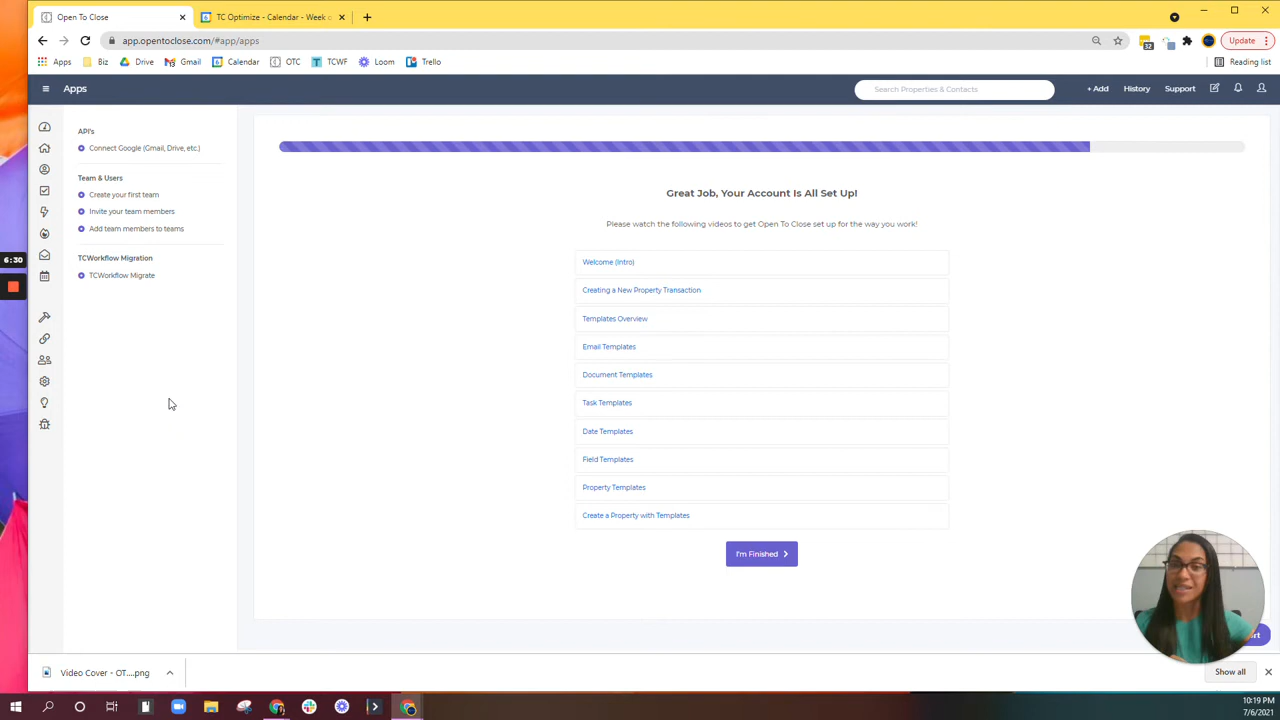 Open To Close
TC Optimize - Calendar - Week
app.opentoclose.com/#app/apps
32
Update
Apps
Biz
Drive
Gmail
Calendar
OTC
TCWF
Loom
Trello
Reading list
Apps
Search Properties & Contacts
+ Add
History
Support
API's
Connect Google (Gmail, Drive, etc.)
Team & Users
Create your first team
Invite your team members
Add team members to teams
TCWorkflow Migration
TCWorkflow Migrate
6:30
Great Job, Your Account Is All Set Up!
Please watch the following videos to get Open To Close set up for the way you work!
Welcome (Intro)
Creating a New Property Transaction
Templates Overview
Email Templates
Document Templates
Task Templates
Date Templates
Field Templates
Property Templates
Create a Property with Templates
I'm Finished
Video Cover - OT....png
Show all
10:19 PM
7/6/2021